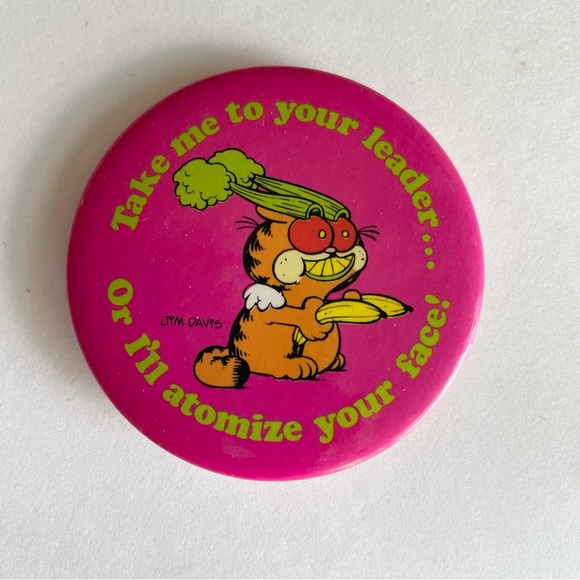 Take me to your leader...
Or I'll atomize your face!
JIM DAVIS